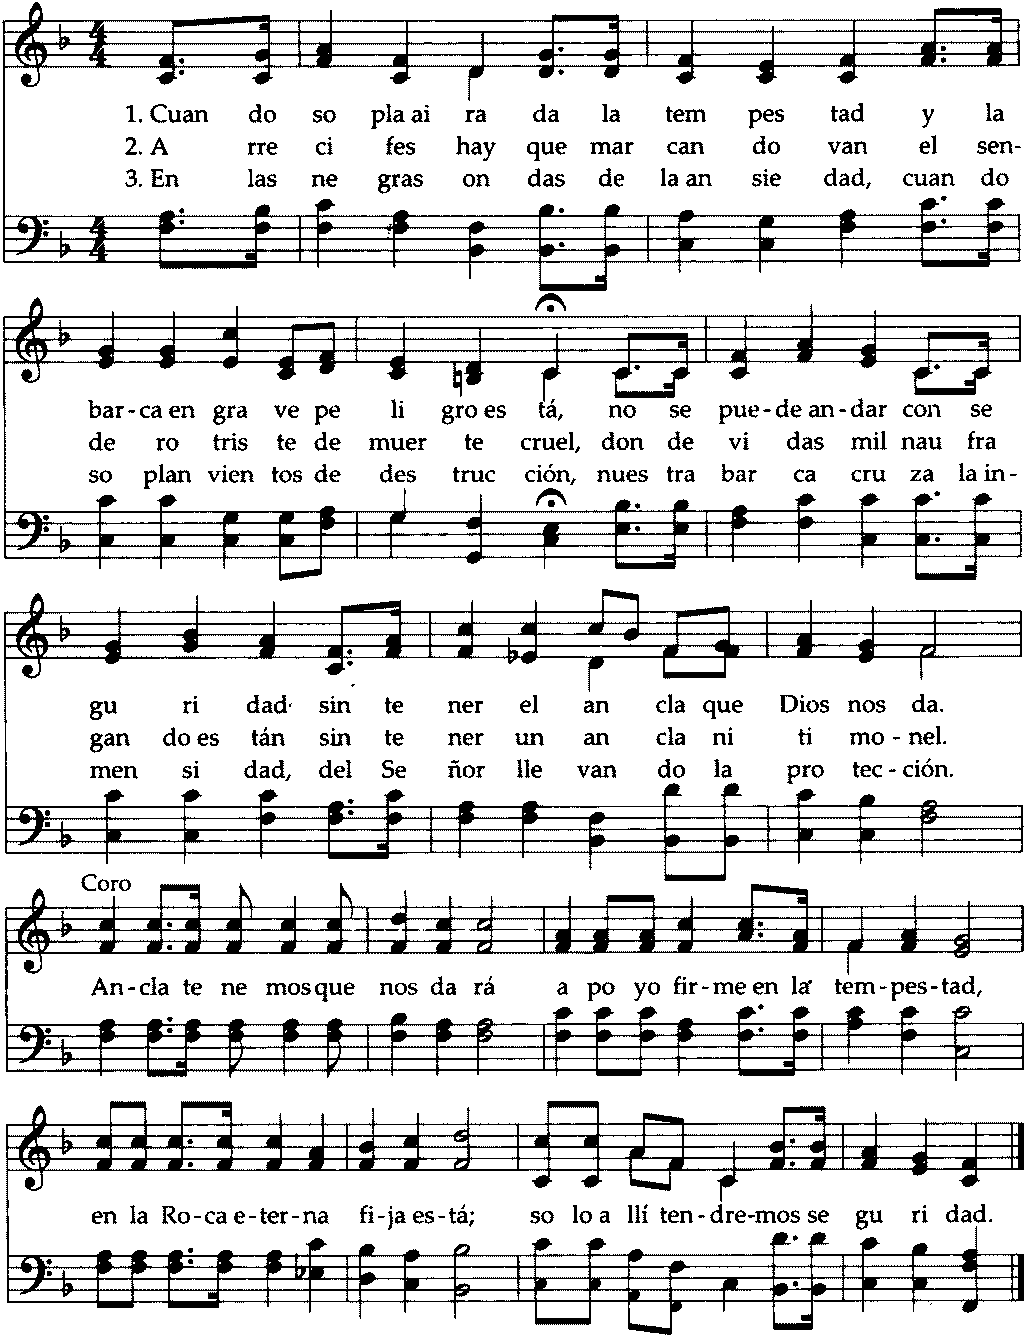 1. Cuan do so pla ai ra da la tem pes tad y la
2. A rre ci fes hay que mar can do van el sen-
3. En las ne gras on das de la an sie dad, cuan do
bar-ca en gra ve pe li gro es tá, no se pue-de an-dar con se
de ro tris te de muer te cruel, don de vi das mil nau fra
so plan vien tos de des truc ción, nues tra bar ca cru za la in-
gu ri dad sin te ner el an cla que Dios nos da.
gan do es tán sin te ner un an cla ni ti mo-nel.
men si dad, del Se ñor lle van do la pro tec-ción.
Coro
An-cla te ne mos que nos da rá a po yo fir-me en la tem-pes-tad,
en la Ro-ca e-ter-na fi-ja es-tá; so lo a llí ten-dre-mos se gu ri dad.